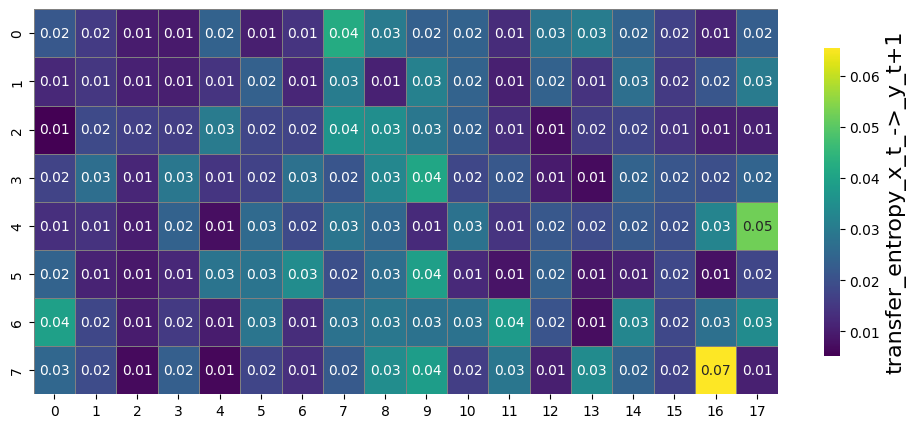 0 0.02 0.02 0.01 0.01 0.02 0.01 0.01 0.04 0.03 0.02 0.02 0.01 0.03 0.03 0.02 0.02 0.01 0.02
1 0.01 0.01 0.01 0.01 0.01 0.02 0.01 0.03 0.01 0.03 0.02 0.01 0.02 0.01 0.03 0.02 0.02 0.03
2 0.01 0.02 0.02 0.02 0.03 0.02 0.02 0.04 0.03 0.03 0.02 0.01 0.01 0.02 0.02 0.01 0.01 0.01
3 0.02 0.03 0.01 0.03 0.01 0.02 0.03 0.02 0.03 0.04 0.02 0.02 0.01 0.01 0.02 0.02 0.02 0.02
4 0.01 0.01 0.01 0.02 0.01 0.03 0.02 0.03 0.03 0.01 0.03 0.01 0.02 0.02 0.02 0.02 0.03 0.05
5 0.02 0.01 0.01 0.01 0.03 0.03 0.03 0.02 0.03 0.04 0.01 0.01 0.02 0.01 0.01 0.02 0.01 0.02
6 0.04 0.02 0.01 0.02 0.01 0.03 0.01 0.03 0.03 0.03 0.03 0.04 0.02 0.01 0.03 0.02 0.03 0.03
7 0.03 0.02 0.01 0.02 0.01 0.02 0.01 0.02 0.03 0.04 0.02 0.03 0.01 0.03 0.02 0.02 0.07 0.01
0 1 2 3 4 5 6 7 8 9 10 11 12 13 14 15 16 17
0.06
0.05
0.04
0.03
0.02
0.01
transfer_entropy_x_t_->_y_t+1